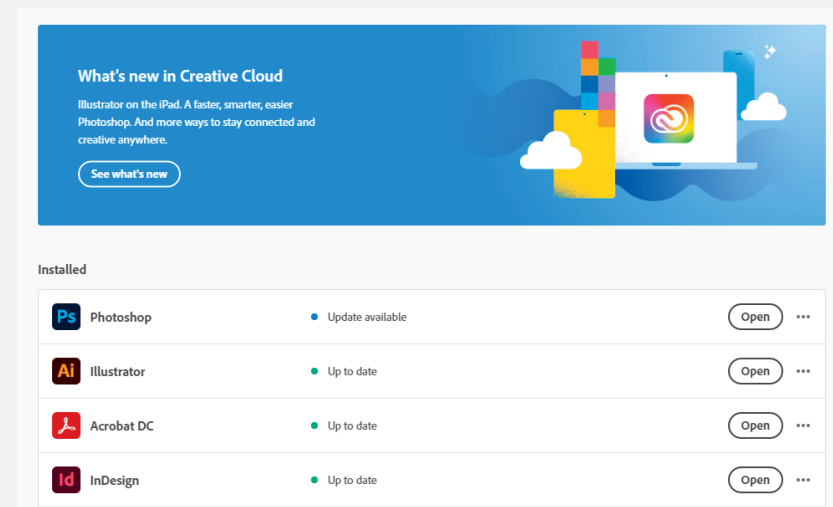 What's new in Creative Cloud
Illustrator on the iPad. A faster, smarter, easier
Photoshop. And more ways to stay connected and
creative anywhere.
See what's new
Installed
Ps Photoshop Update available Open
Ai Illustrator Up to date Open
Acrobat DC Up to date Open
Id InDesign Up to date Open